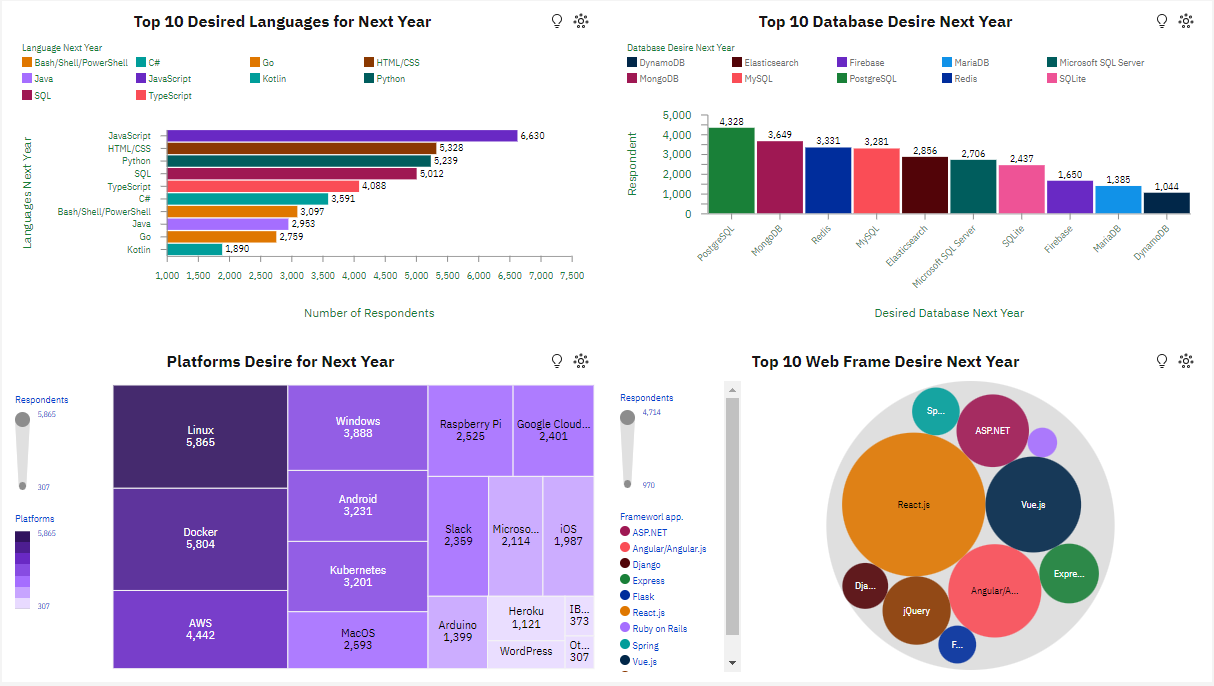 Top 10 Desired Languages for Next Year
Language Next Year
Bash/Shell/PowerShell C# Go HTML/CSS
Java JavaScript Kotlin Python
SQL TypeScript
Languages Next Year
JavaScript 6,630
HTML/CSS 5,328
Python 5,239
SQL 5,012
TypeScript 4,088
C# 3,591
Bash/Shell/PowerShell 3,097
Java 2,953
Go 2,759
Kotlin 1,890
1,000 1,500 2,000 2,500 3,000 3,500 4,000 4,500 5,000 5,500 6,000 6,500 7,000 7,500
Number of Respondents
Top 10 Database Desire Next Year
Database Desire Next Year
DynamoDB Elasticsearch Firebase MariaDB Microsoft SQL Server
MongoDB MySQL PostgreSQL Redis SQLite
Respondent
5,000
4,000
3,000
2,000
1,000
0
4,328 3,649 3,331 3,281 2,856 2,706 2,437 1,650 1,385 1,044
PostgreSQL MongoDB Redis MySQL Elasticsearch Microsoft SQL Server SQLite Firebase MariaDB DynamoDB
Desired Database Next Year
Platforms Desire for Next Year
Respondents
5,865
307
Platforms
5,865
307
Linux
5,865
Docker
5,804
AWS
4,442
Windows
3,888
Android
3,231
Kubernetes
3,201
MacOS
2,593
Raspberry Pi
2,525
Google Cloud...
2,401
Slack
2,359
Microso...
2,114
iOS
1,987
Arduino
1,399
Heroku
1,121
WordPress
IB...
373
Ot...
307
Top 10 Web Frame Desire Next Year
Respondents
4,714
970
Frameworl app.
ASP.NET
Angular/Angular.js
Django
Express
Flask
React.js
Ruby on Rails
Spring
Vue.js
Sp...
ASP.NET
React.js
Vue.js
Expre...
Angular/A...
Dja...
jQuery
F...